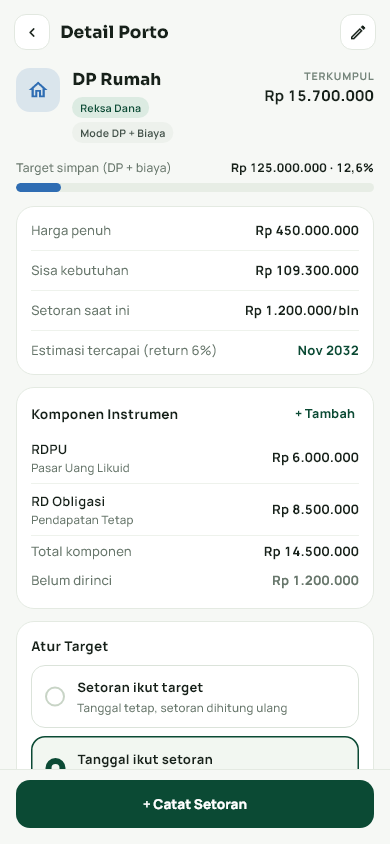 Detail Porto
DP Rumah
TERKUMPUL
Rp 15.700.000
Reksa Dana
Mode DP + Biaya
Target simpan (DP + biaya)
Rp 125.000.000 · 12,6%
Harga penuh
Rp 450.000.000
Sisa kebutuhan
Rp 109.300.000
Setoran saat ini
Rp 1.200.000/bln
Estimasi tercapai (return 6%)
Nov 2032
Komponen Instrumen
+ Tambah
RDPU
Pasar Uang Likuid
Rp 6.000.000
RD Obligasi
Pendapatan Tetap
Rp 8.500.000
Total komponen
Rp 14.500.000
Belum dirinci
Rp 1.200.000
Atur Target
Setoran ikut target
Tanggal tetap, setoran dihitung ulang
Tanggal ikut setoran
+ Catat Setoran